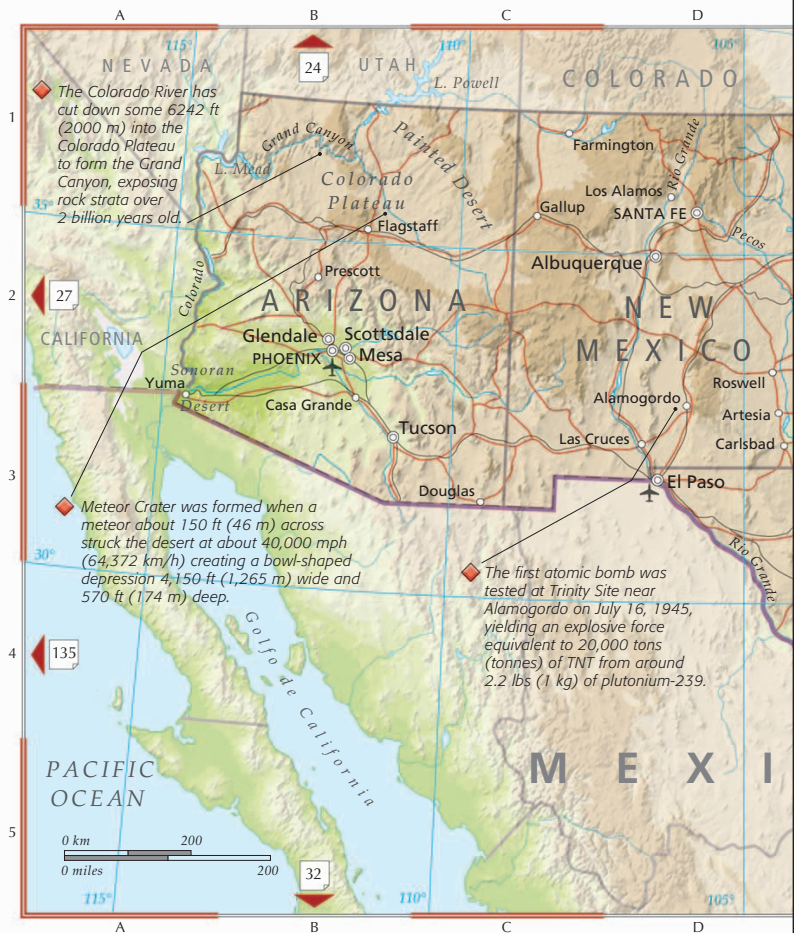 A
B
C
D
115°
110°
105°
NEVADA
24
UTAH
L. Powell
COLORADO
The Colorado River has
cut down some 6242 ft
(2000 m) into the
Colorado Plateau
to form the Grand
Canyon, exposing
rock strata over
2 billion years old.
1
Grand Canyon
L. Mead
Painted Desert
Colorado
Plateau
Farmington
Rio Grande
Los Alamos
SANTA FE
Gallup
35°
Flagstaff
Pecos
Albuquerque
Prescott
Colorado
2
27
ARIZONA
NEW
MEXICO
CALIFORNIA
Glendale
Scottsdale
PHOENIX
Mesa
Sonoran
Desert
Yuma
Casa Grande
Roswell
Alamogordo
Artesia
Tucson
Las Cruces
Carlsbad
3
Douglas
El Paso
Meteor Crater was formed when a
meteor about 150 ft (46 m) across
struck the desert at about 40,000 mph
(64,372 km/h) creating a bowl-shaped
depression 4,150 ft (1,265 m) wide and
570 ft (174 m) deep.
30°
Rio Grande
The first atomic bomb was
tested at Trinity Site near
Alamogordo on July 16, 1945,
yielding an explosive force
equivalent to 20,000 tons
(tonnes) of TNT from around
2.2 lbs (1 kg) of plutonium-239.
4
135
Golfo de California
PACIFIC
OCEAN
MEXI
5
0 km
200
0 miles
200
32
115°
110°
105°
A
B
C
D